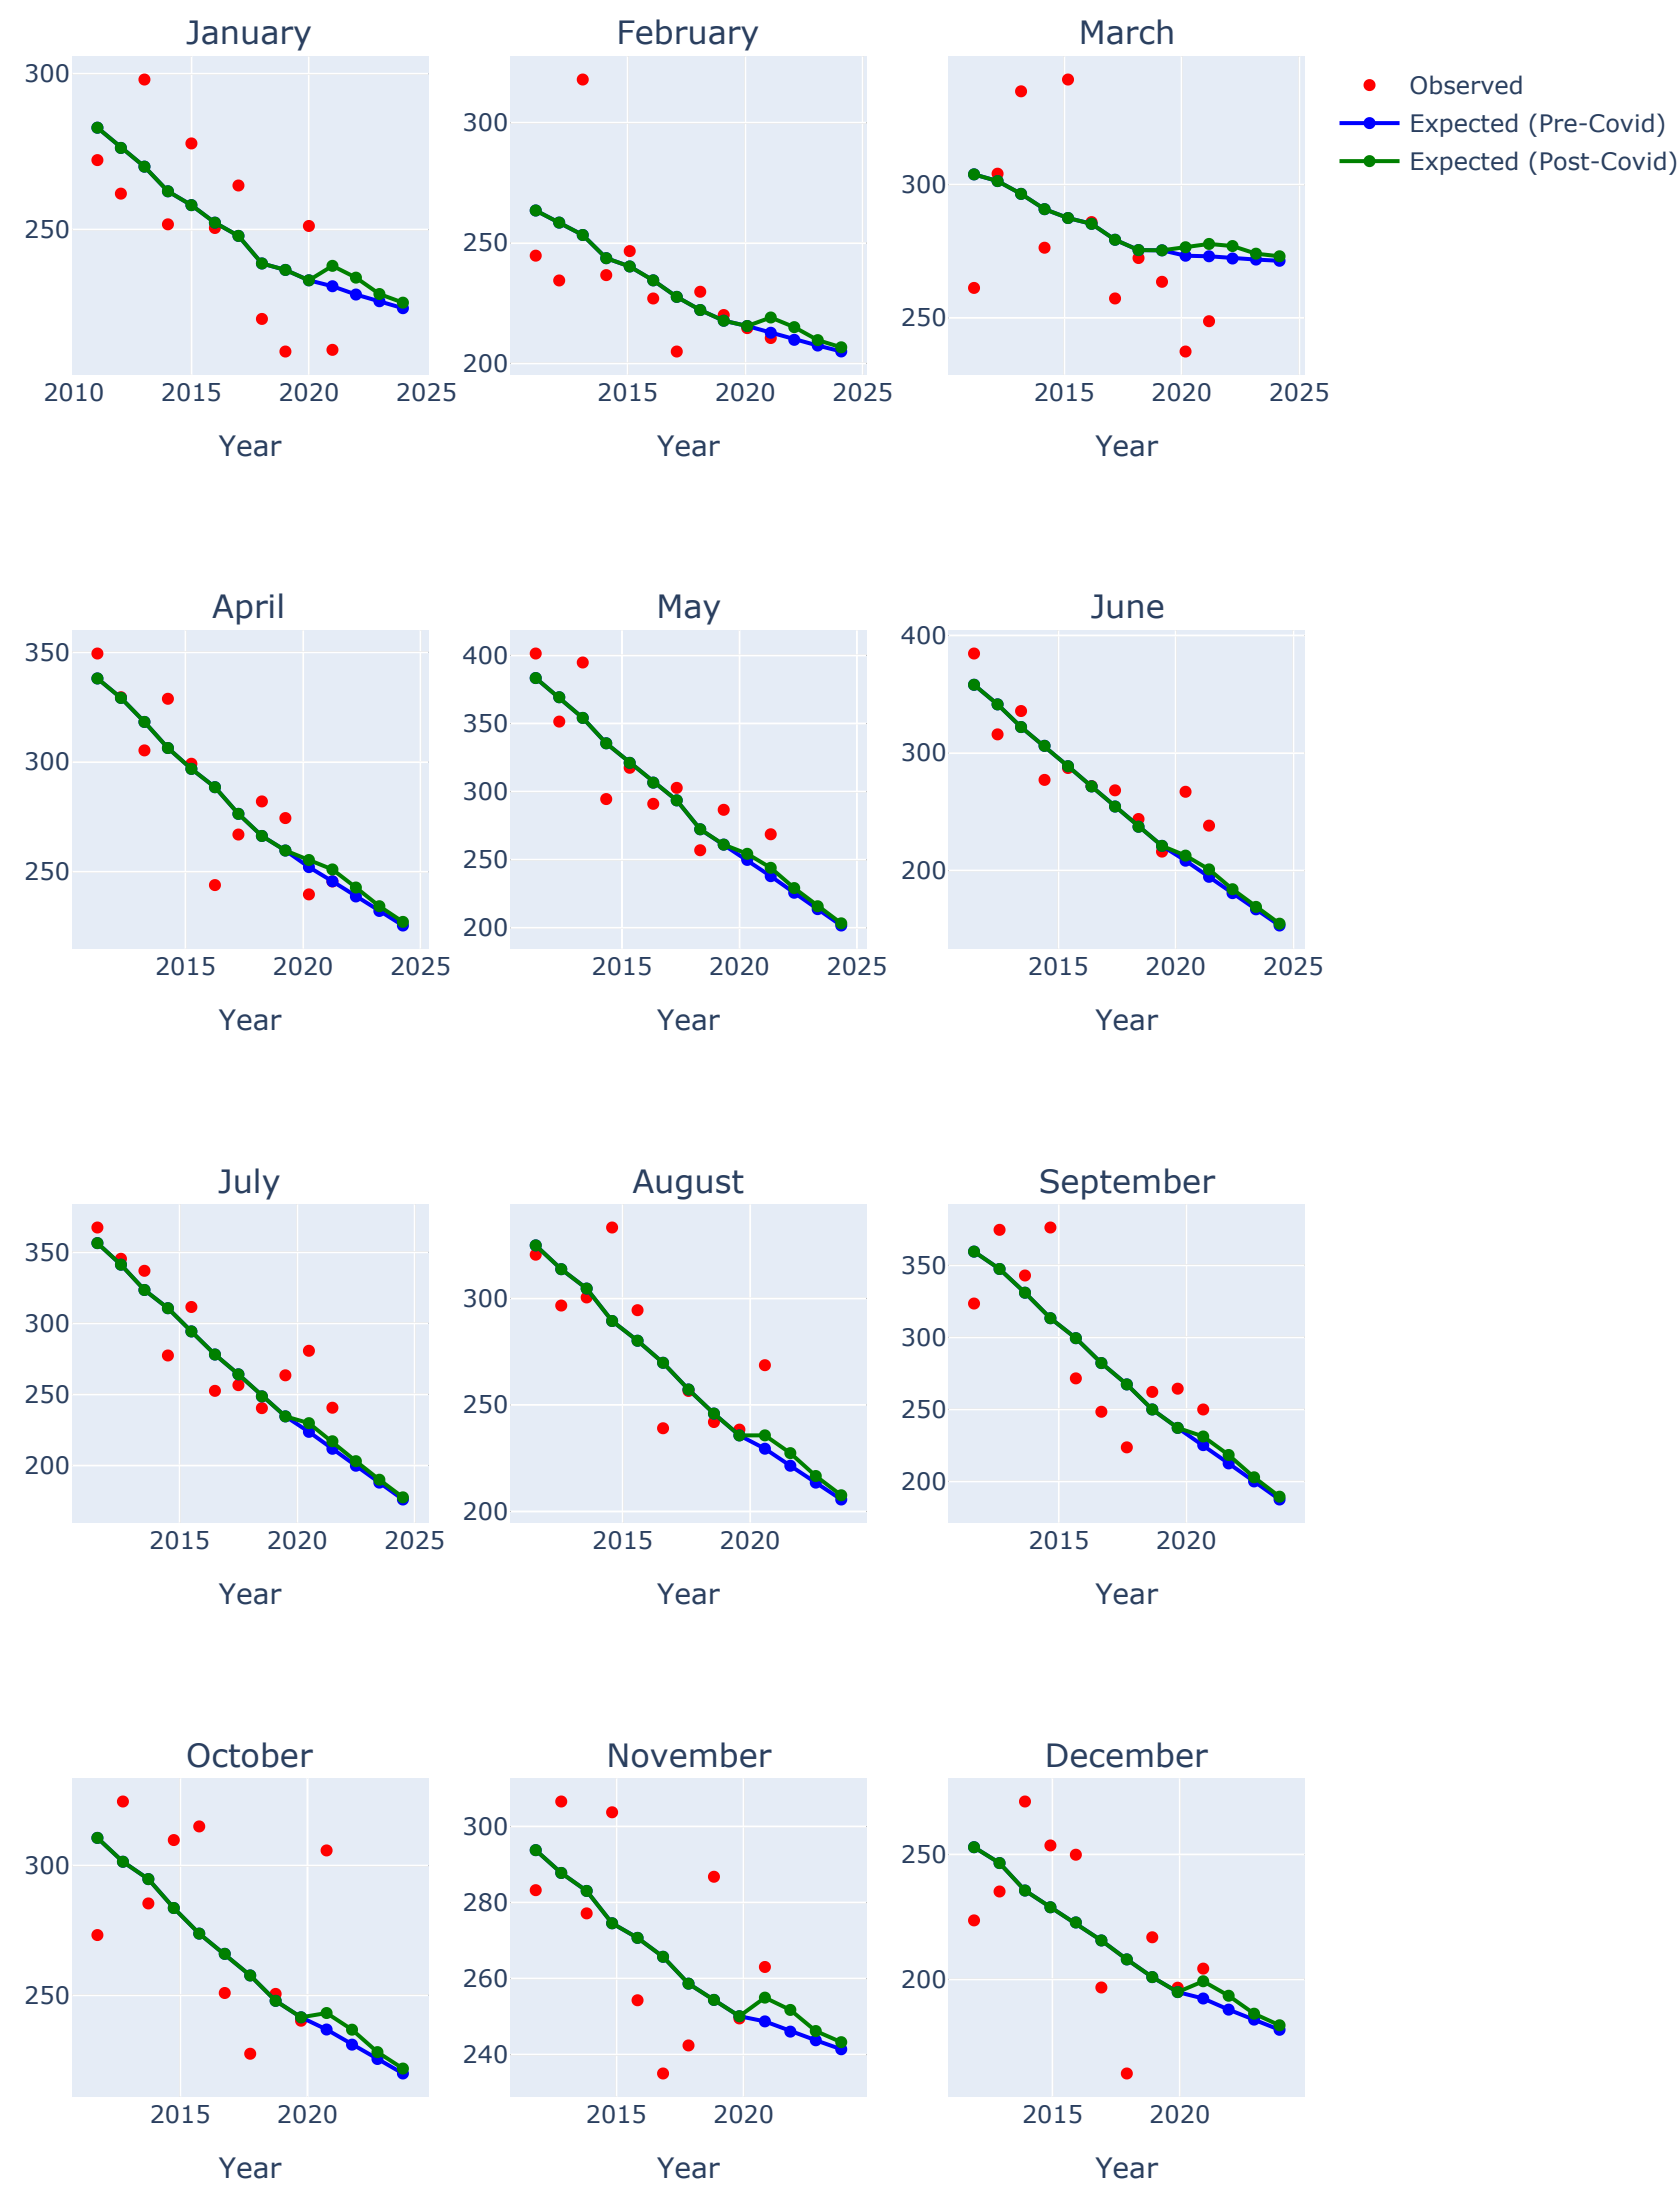 January
February
March
300
250
2010 2015 2020 2025
Year
300
250
200
2015 2020 2025
Year
300
250
2015 2020 2025
Year
Observed
Expected (Pre-Covid)
Expected (Post-Covid)
April
May
June
350
300
250
2015 2020 2025
Year
400
350
300
250
200
2015 2020 2025
Year
400
300
200
2015 2020 2025
Year
July
August
September
350
300
250
200
2015 2020 2025
Year
300
250
200
2015 2020
Year
350
300
250
200
2015 2020
Year
October
November
December
300
250
2015 2020
Year
300
280
260
240
2015 2020
Year
250
200
2015 2020
Year